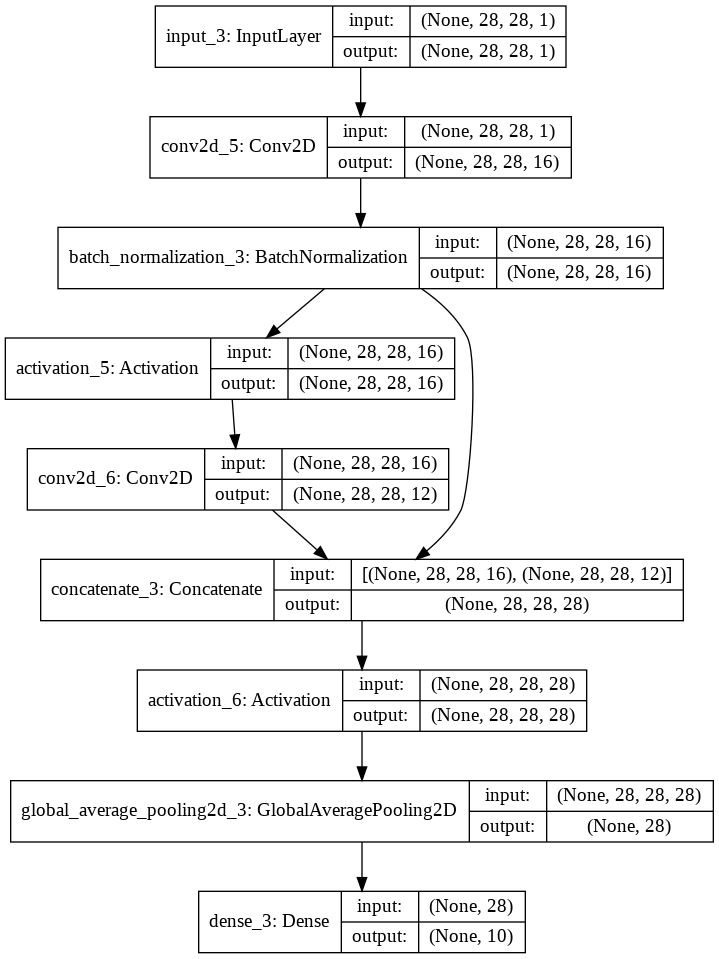 input_3: InputLayer
input: (None, 28, 28, 1)
output: (None, 28, 28, 1)
conv2d_5: Conv2D
input: (None, 28, 28, 1)
output: (None, 28, 28, 16)
batch_normalization_3: BatchNormalization
input: (None, 28, 28, 16)
output: (None, 28, 28, 16)
activation_5: Activation
input: (None, 28, 28, 16)
output: (None, 28, 28, 16)
conv2d_6: Conv2D
input: (None, 28, 28, 16)
output: (None, 28, 28, 12)
concatenate_3: Concatenate
input: [(None, 28, 28, 16), (None, 28, 28, 12)]
output: (None, 28, 28, 28)
activation_6: Activation
input: (None, 28, 28, 28)
output: (None, 28, 28, 28)
global_average_pooling2d_3: GlobalAveragePooling2D
input: (None, 28, 28, 28)
output: (None, 28)
dense_3: Dense
input: (None, 28)
output: (None, 10)